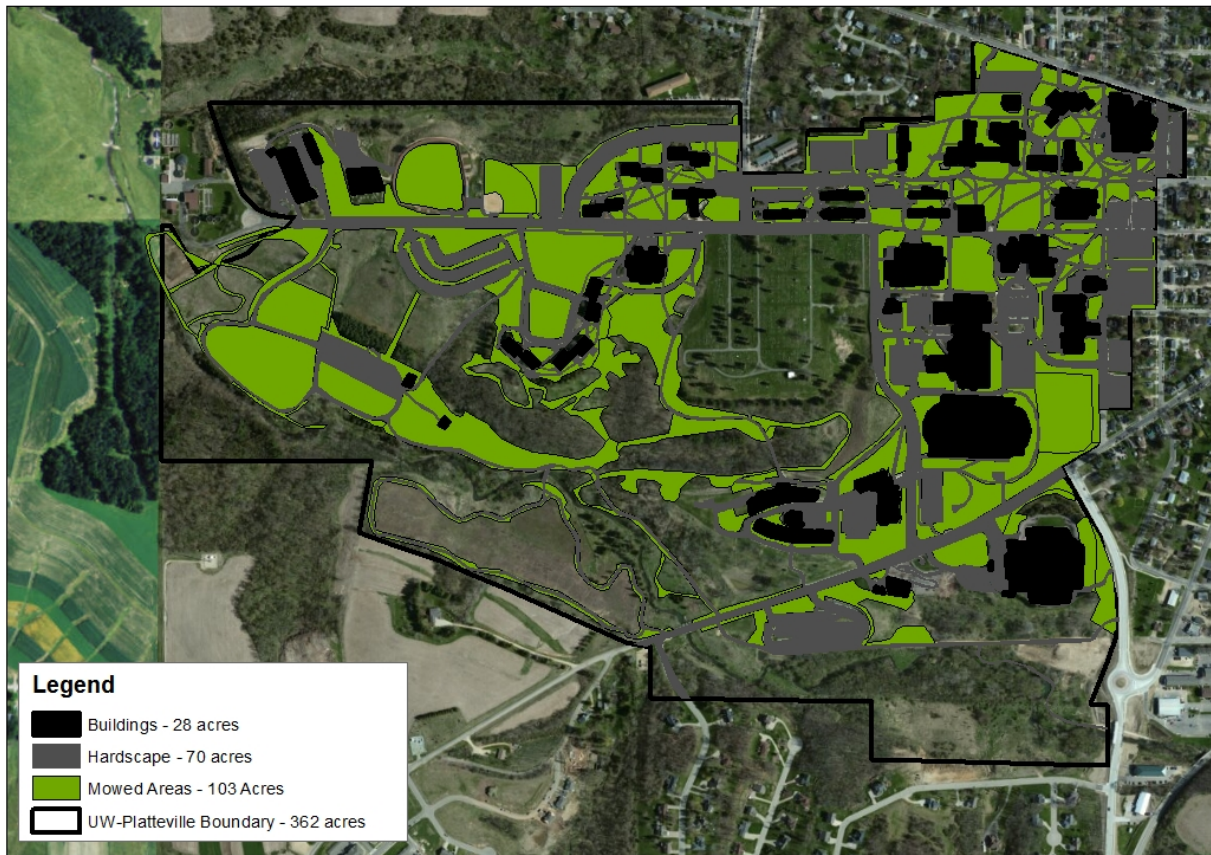 Legend
Buildings - 28 acres
Hardscape - 70 acres
Mowed Areas - 103 Acres
UW-Platteville Boundary - 362 acres